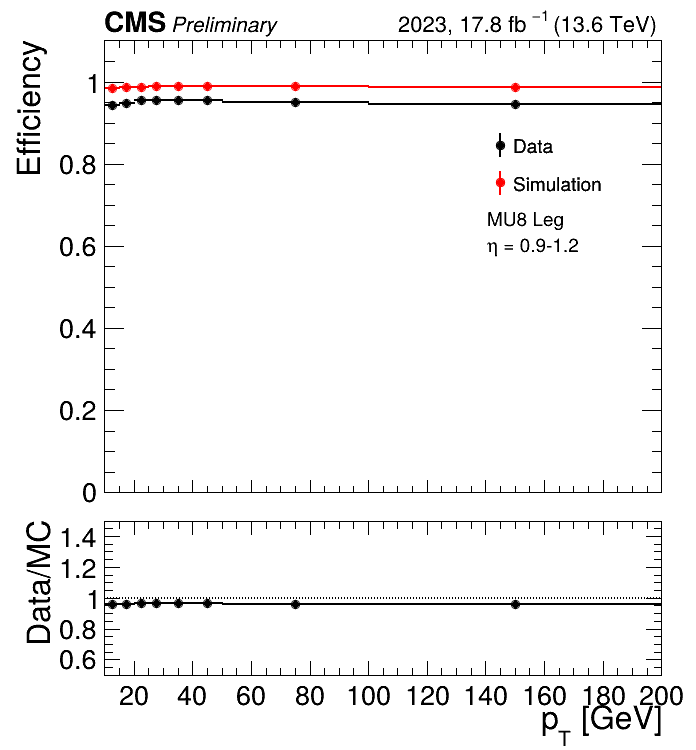 CMS Preliminary 2023, 17.8 fb⁻¹ (13.6 TeV)
Efficiency
1
0.8
0.6
0.4
0.2
0
Data
Simulation
MU8 Leg
η = 0.9-1.2
Data/MC
1.4
1.2
1
0.8
0.6
20 40 60 80 100 120 140 160 180 200
p_T [GeV]